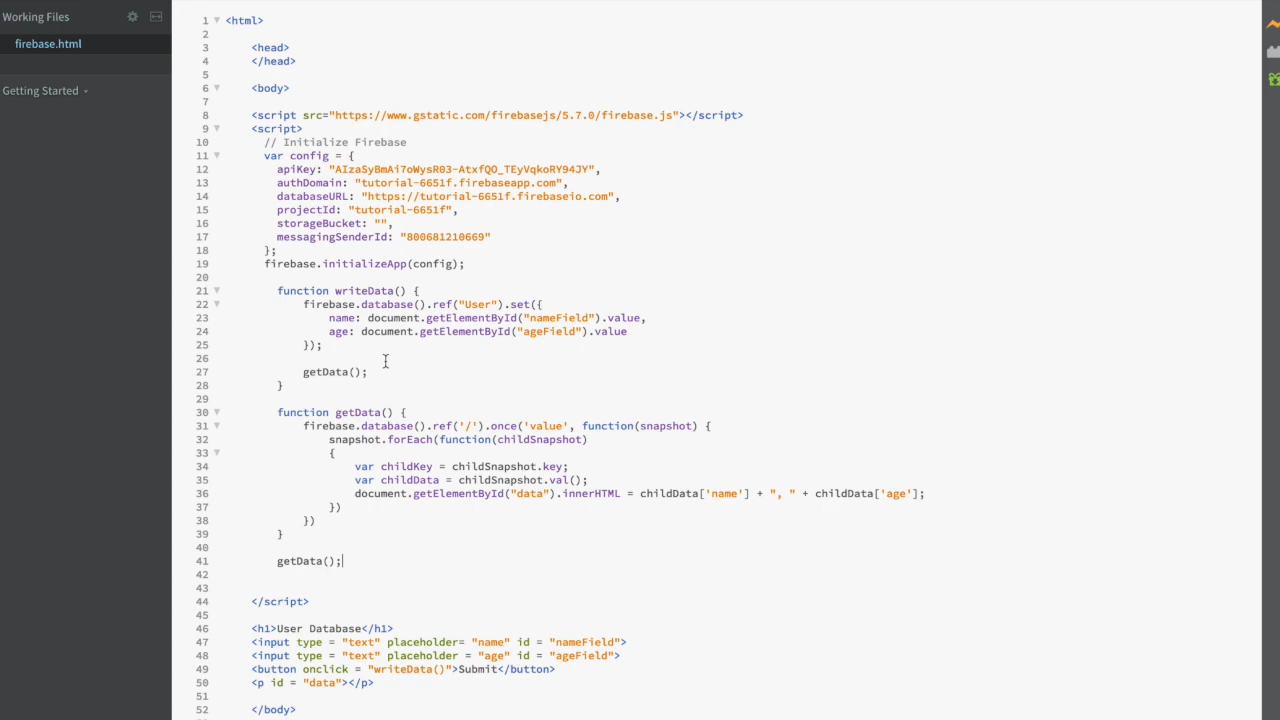 Working Files
firebase.html
Getting Started
1 <html>
2
3 <head>
4 </head>
5
6 <body>
7
8 <script src="https://www.gstatic.com/firebasejs/5.7.0/firebase.js"></script>
9 <script>
10 // Initialize Firebase
11 var config = {
12 apiKey: "AIzaSyBmAi7oWysR03-AtxfQO_TEyVqkoRY94JY",
13 authDomain: "tutorial-6651f.firebaseapp.com",
14 databaseURL: "https://tutorial-6651f.firebaseio.com",
15 projectId: "tutorial-6651f",
16 storageBucket: "",
17 messagingSenderId: "800681210669"
18 };
19 firebase.initializeApp(config);
20
21 function writeData() {
22 firebase.database().ref("User").set({
23 name: document.getElementById("nameField").value,
24 age: document.getElementById("ageField").value
25 });
26
27 getData();
28 }
29
30 function getData() {
31 firebase.database().ref('/').once('value', function(snapshot) {
32 snapshot.forEach(function(childSnapshot)
33 {
34 var childKey = childSnapshot.key;
35 var childData = childSnapshot.val();
36 document.getElementById("data").innerHTML = childData['name'] + ", " + childData['age'];
37 })
38 })
39 }
40
41 getData();
42
43
44 </script>
45
46 <h1>User Database</h1>
47 <input type = "text" placeholder= "name" id = "nameField">
48 <input type = "text" placeholder = "age" id = "ageField">
49 <button onclick = "writeData()">Submit</button>
50 <p id = "data"></p>
51
52 </body>